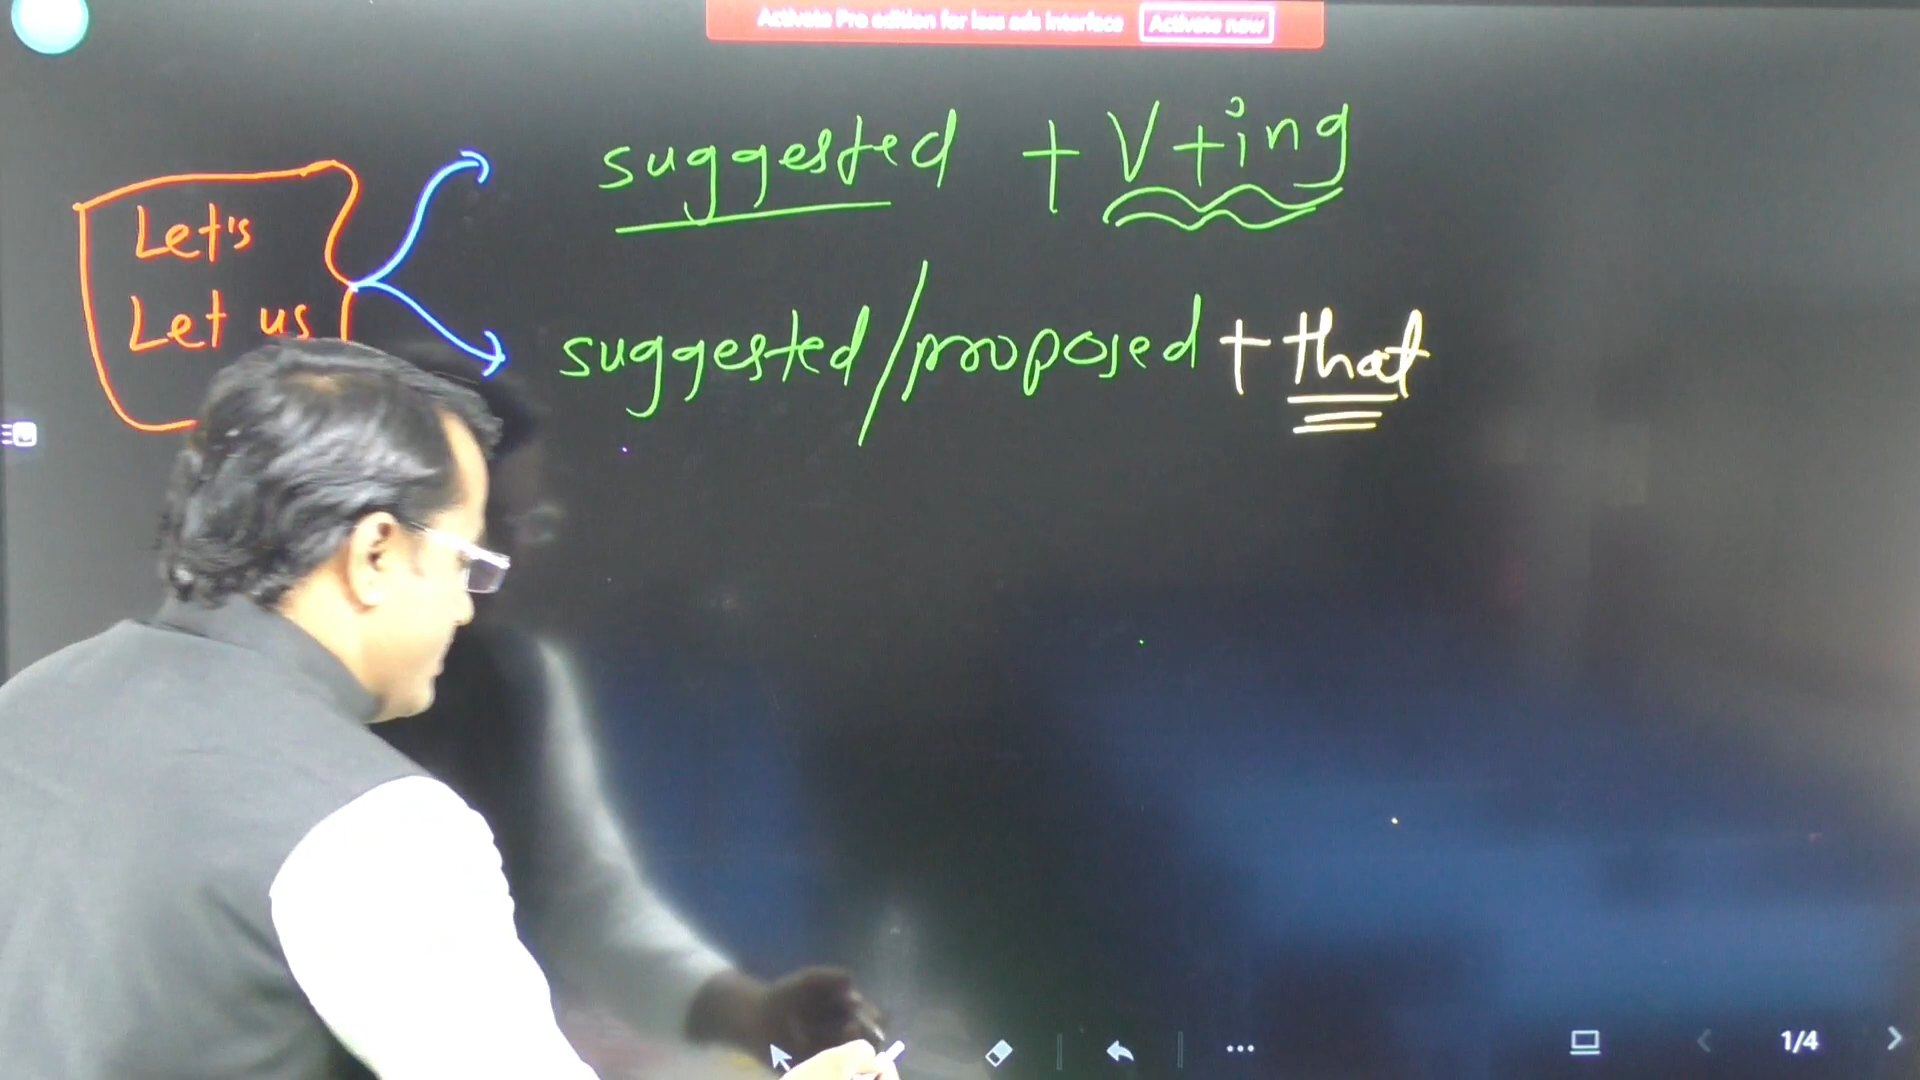 Activate Pro edition for less ads interface Activate now
suggested + V+ing
Let's
Let us
suggested/proposed + that
1/4